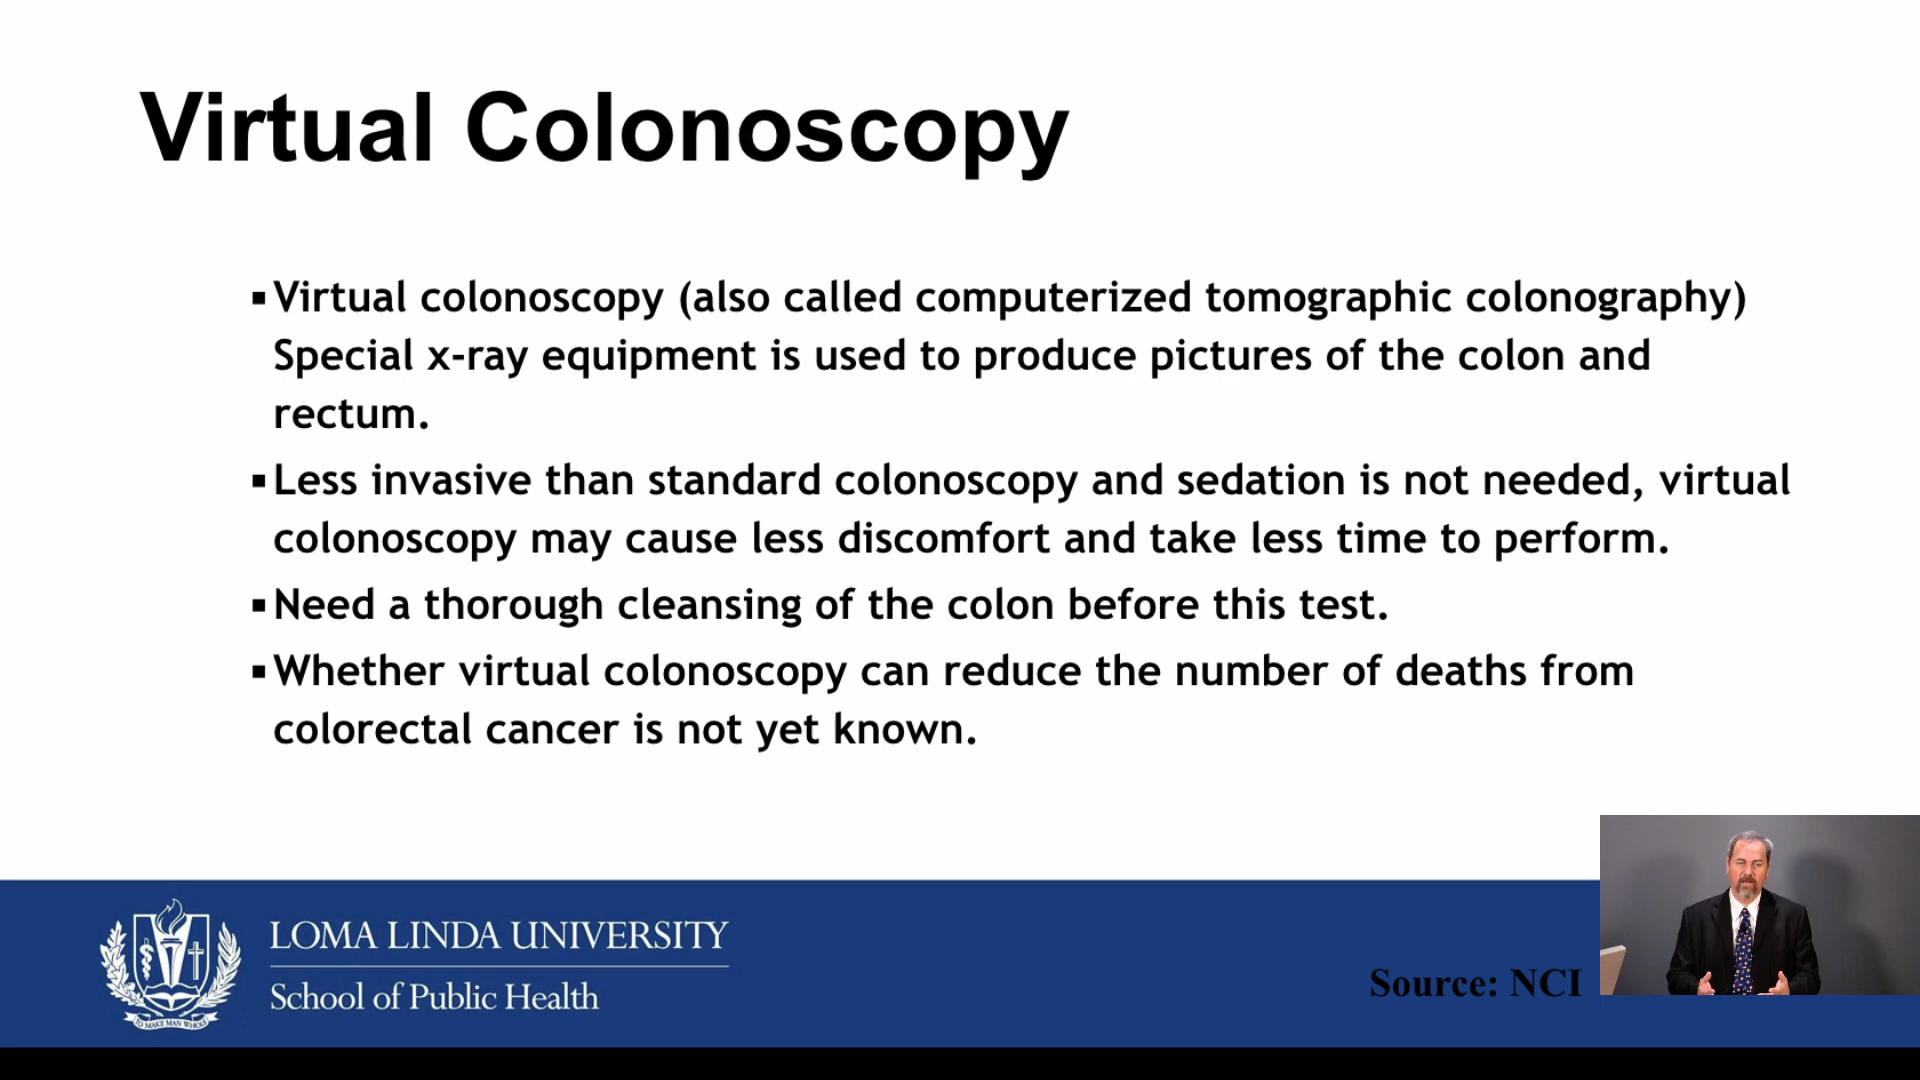 Virtual Colonoscopy
▪Virtual colonoscopy (also called computerized tomographic colonography)
Special x-ray equipment is used to produce pictures of the colon and
rectum.
▪Less invasive than standard colonoscopy and sedation is not needed, virtual
colonoscopy may cause less discomfort and take less time to perform.
▪Need a thorough cleansing of the colon before this test.
▪Whether virtual colonoscopy can reduce the number of deaths from
colorectal cancer is not yet known.
LOMA LINDA UNIVERSITY
School of Public Health
TO MAKE MAN WHOLE
Source: NCI